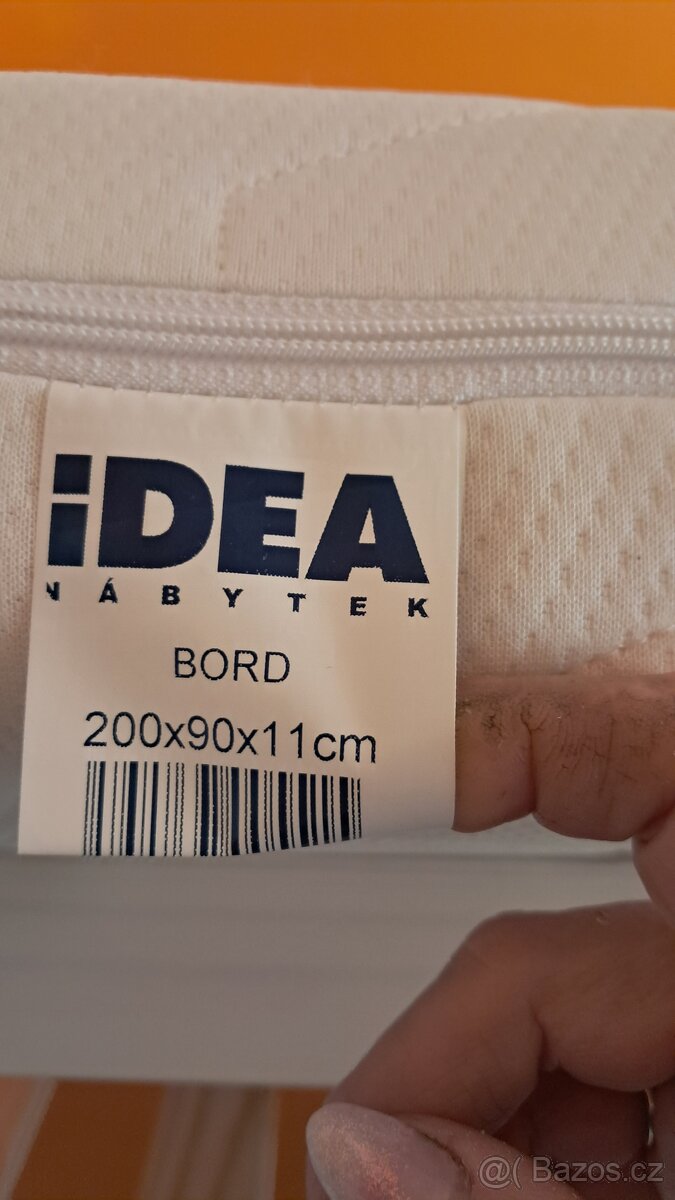 iDEA
NÁBYTEK
BORD
200x90x11cm
@( Bazos.cz